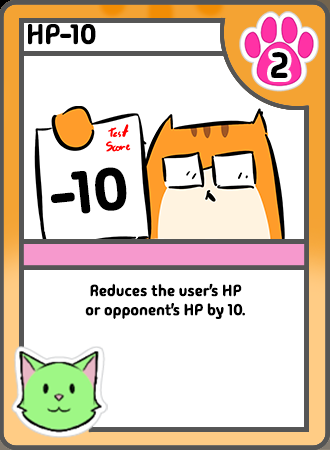 HP-10
2
Test
Score
-10
Reduces the user's HP
or opponent's HP by 10.